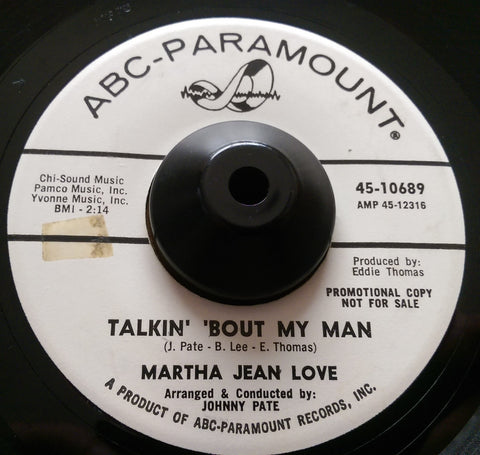 ABC-PARAMOUNT®
Chi-Sound Music
Pamco Music, Inc.
Yvonne Music, Inc.
BMI - 2:14
45-10689
AMP 45-12316
Produced by:
Eddie Thomas
PROMOTIONAL COPY
NOT FOR SALE
TALKIN' 'BOUT MY MAN
(J. Pate - B. Lee - E. Thomas)
MARTHA JEAN LOVE
Arranged & Conducted by:
JOHNNY PATE
A PRODUCT OF ABC-PARAMOUNT RECORDS, INC.